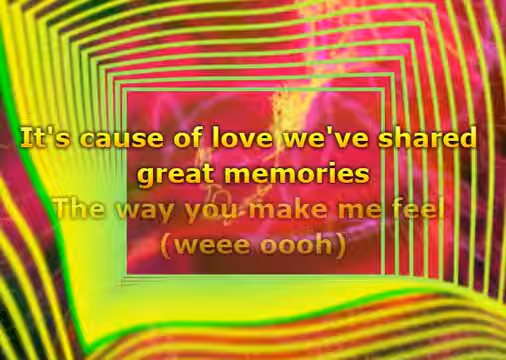 It's cause of love we've shared
great memories
The way you make me feel
(weee oooh)